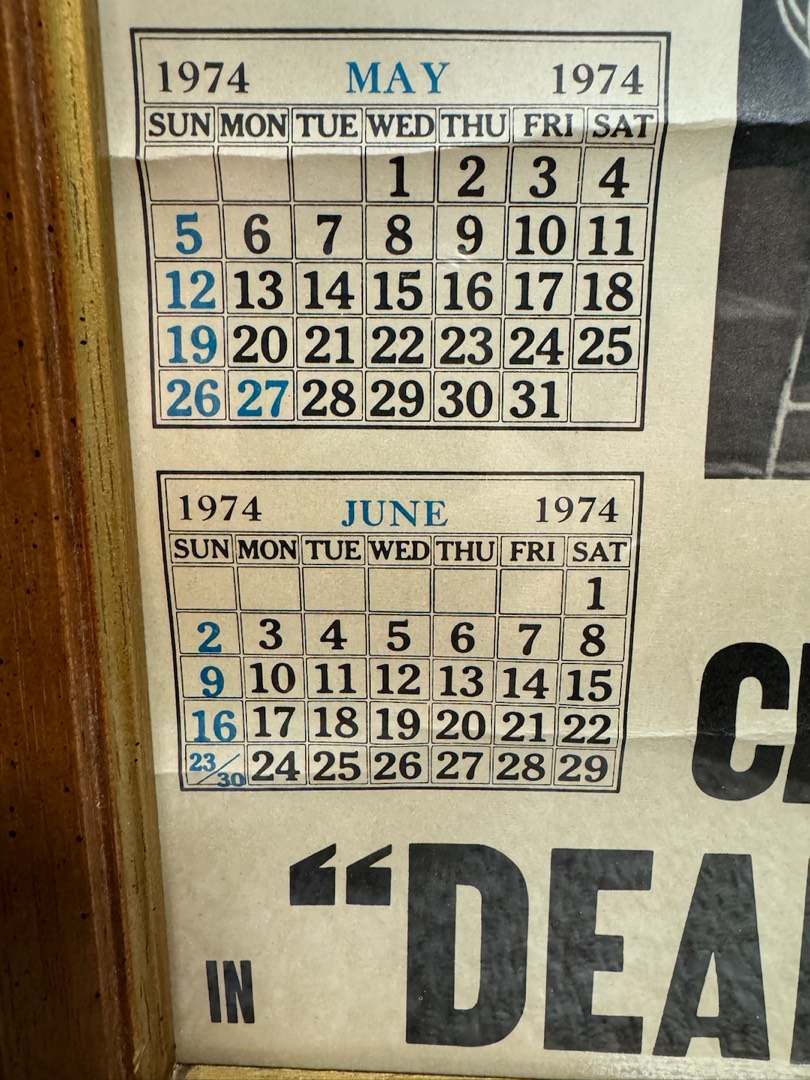 1974 MAY 1974
SUN MON TUE WED THU FRI SAT
1 2 3 4
5 6 7 8 9 10 11
12 13 14 15 16 17 18
19 20 21 22 23 24 25
26 27 28 29 30 31
1974 JUNE 1974
SUN MON TUE WED THU FRI SAT
1
2 3 4 5 6 7 8
9 10 11 12 13 14 15
16 17 18 19 20 21 22
23/30 24 25 26 27 28 29
IN “DEA